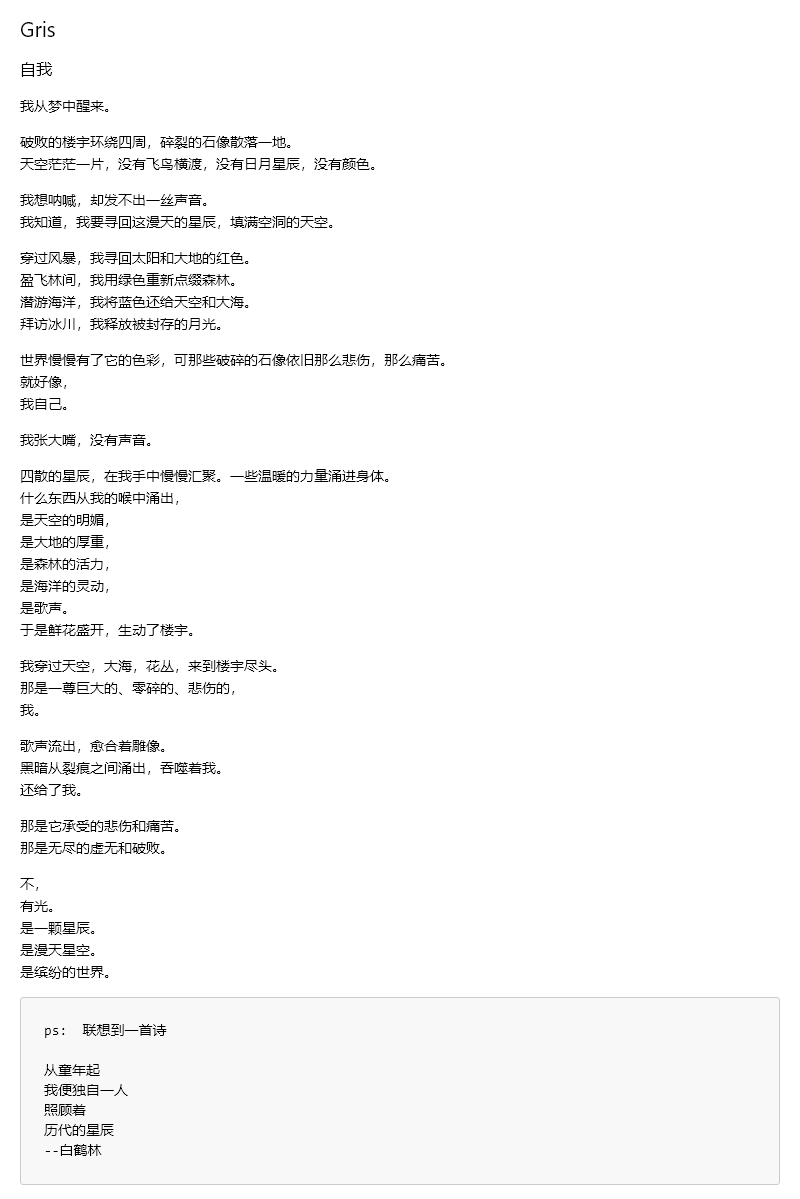 Gris
自我
我从梦中醒来。
破败的楼宇环绕四周，碎裂的石像散落一地。
天空茫茫一片，没有飞鸟横渡，没有日月星辰，没有颜色。
我想呐喊，却发不出一丝声音。
我知道，我要寻回这漫天的星辰，填满空洞的天空。
穿过风暴，我寻回太阳和大地的红色。
盈飞林间，我用绿色重新点缀森林。
潜游海洋，我将蓝色还给天空和大海。
拜访冰川，我释放被封存的月光。
世界慢慢有了它的色彩，可那些破碎的石像依旧那么悲伤，那么痛苦。
就好像，
我自己。
我张大嘴，没有声音。
四散的星辰，在我手中慢慢汇聚。一些温暖的力量涌进身体。
什么东西从我的喉中涌出，
是天空的明媚，
是大地的厚重，
是森林的活力，
是海洋的灵动，
是歌声。
于是鲜花盛开，生动了楼宇。
我穿过天空，大海，花丛，来到楼宇尽头。
那是一尊巨大的、零碎的、悲伤的，
我。
歌声流出，愈合着雕像。
黑暗从裂痕之间涌出，吞噬着我。
还给了我。
那是它承受的悲伤和痛苦。
那是无尽的虚无和破败。
不，
有光。
是一颗星辰。
是漫天星空。
是缤纷的世界。
ps:  联想到一首诗
从童年起
我便独自一人
照顾着
历代的星辰
--白鹤林